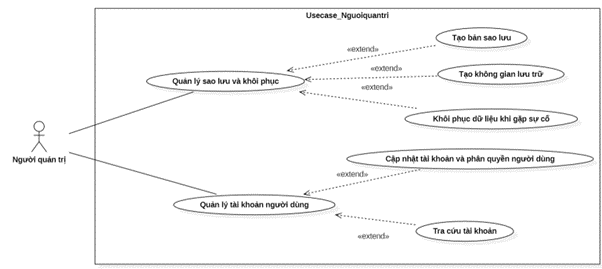 Usecase_Nguoiquantri
Tạo bản sao lưu
«extend»
Quản lý sao lưu và khôi phục
Tạo không gian lưu trữ
«extend»
«extend»
Khôi phục dữ liệu khi gặp sự cố
Người quản trị
Cập nhật tài khoản và phân quyền người dùng
«extend»
Quản lý tài khoản người dùng
Tra cứu tài khoản
«extend»